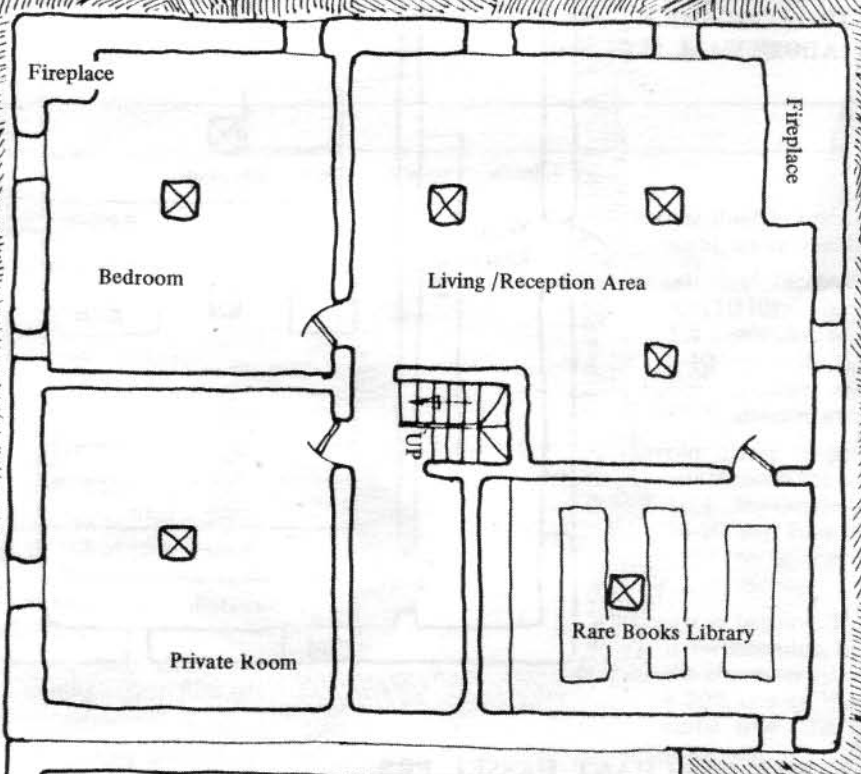 Fireplace
Fireplace
Bedroom
Living /Reception Area
UP
Rare Books Library
Private Room